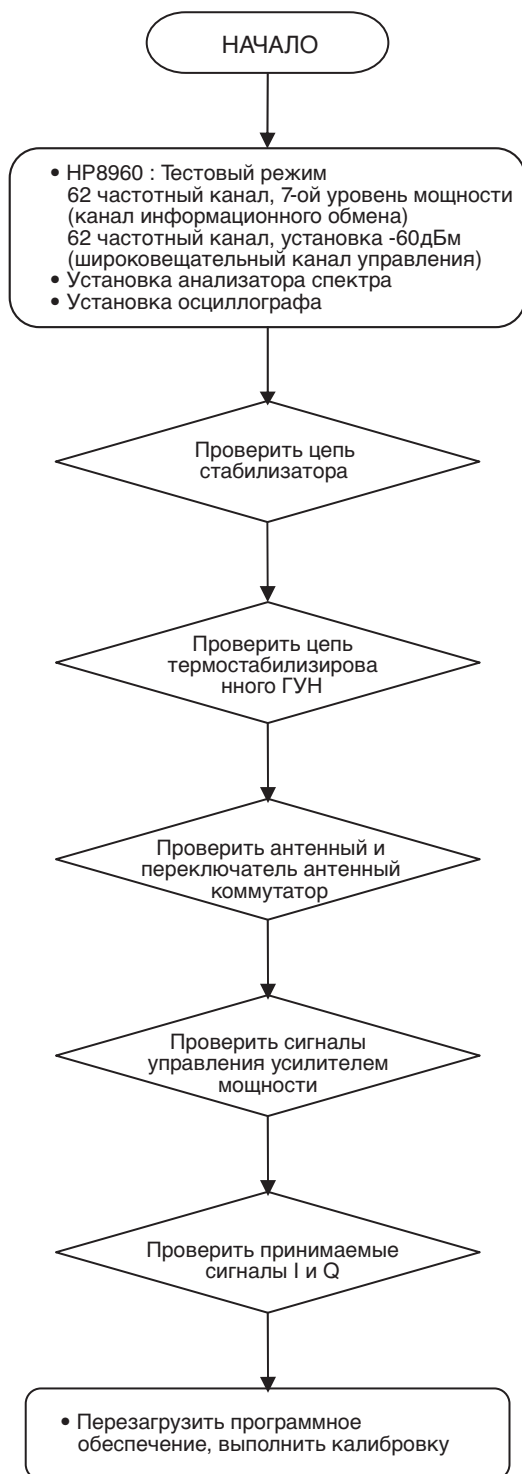 НАЧАЛО
• HP8960 : Тестовый режим
62 частотный канал, 7-ой уровень мощности
(канал информационного обмена)
62 частотный канал, установка -60дБм
(широковещательный канал управления)
• Установка анализатора спектра
• Установка осциллографа
Проверить цепь
стабилизатора
Проверить цепь
термостабилизирова
нного ГУН
Проверить антенный и
переключатель антенный
коммутатор
Проверить сигналы
управления усилителем
мощности
Проверить принимаемые
сигналы I и Q
• Перезагрузить программное
обеспечение, выполнить калибровку